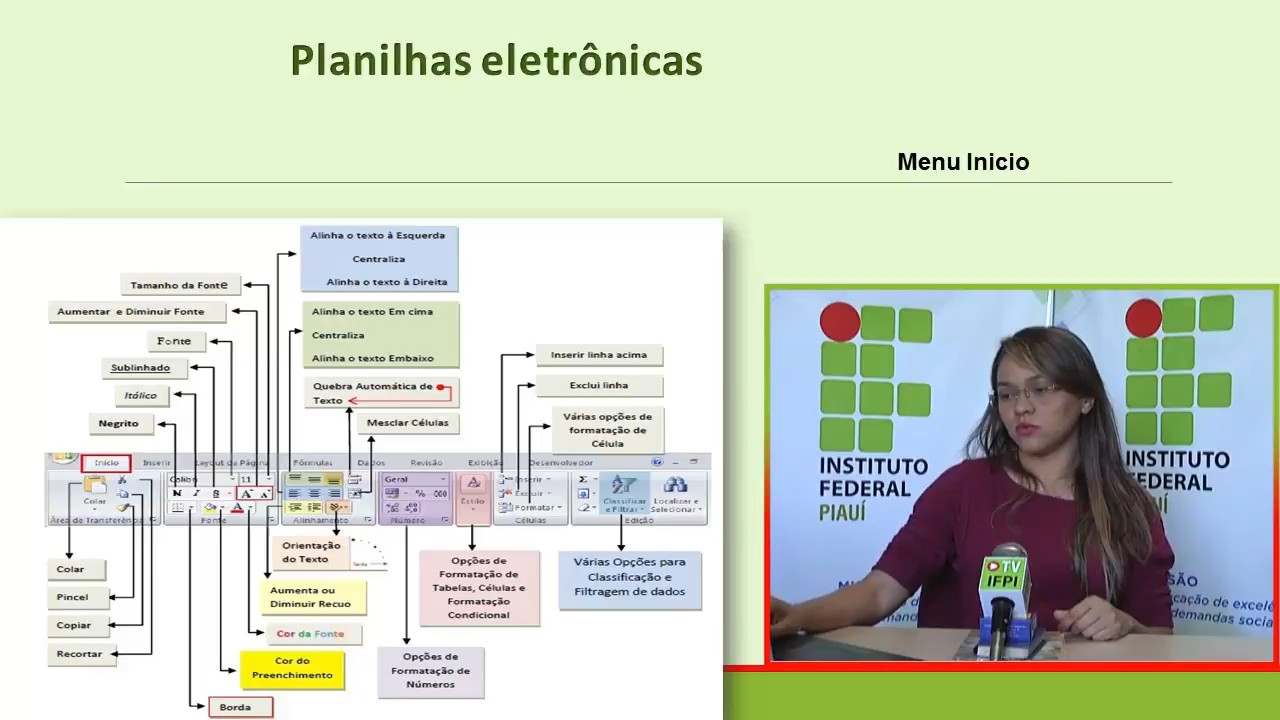 Planilhas eletrônicas
Menu Inicio
Alinha o texto à Esquerda
Centraliza
Alinha o texto à Direita
Tamanho da Fonte
Aumentar e Diminuir Fonte
Alinha o texto Em cima
Centraliza
Alinha o texto Embaixo
Fonte
Sublinhado
Itálico
Negrito
Quebra Automática de
Texto
Mesclar Células
Inserir linha acima
Exclui linha
Várias opções de
formatação de
Célula
Início Inserir Layout da Página Fórmulas Dados Revisão Exibição Desenvolvedor
Colar
Calibri 11
N I S
A A
Geral
% 000
Estilo
Inserir
Excluir
Formatar
Σ
Classificar
e Filtrar
Localizar e
Selecionar
Área de Transferên
Fonte
Alinhamento
Número
Células
Edição
Colar
Pincel
Copiar
Recortar
Orientação
do Texto
Aumenta ou
Diminuir Recuo
Cor da Fonte
Cor do
Preenchimento
Borda
Opções de
Formatação de
Números
Opções de
Formatação de
Tabelas, Células e
Formatação
Condicional
Várias Opções para
Classificação e
Filtragem de dados
INSTITUTO
FEDERAL
PIAUÍ
INSTITUTO
FEDERAL
TV
IFPI